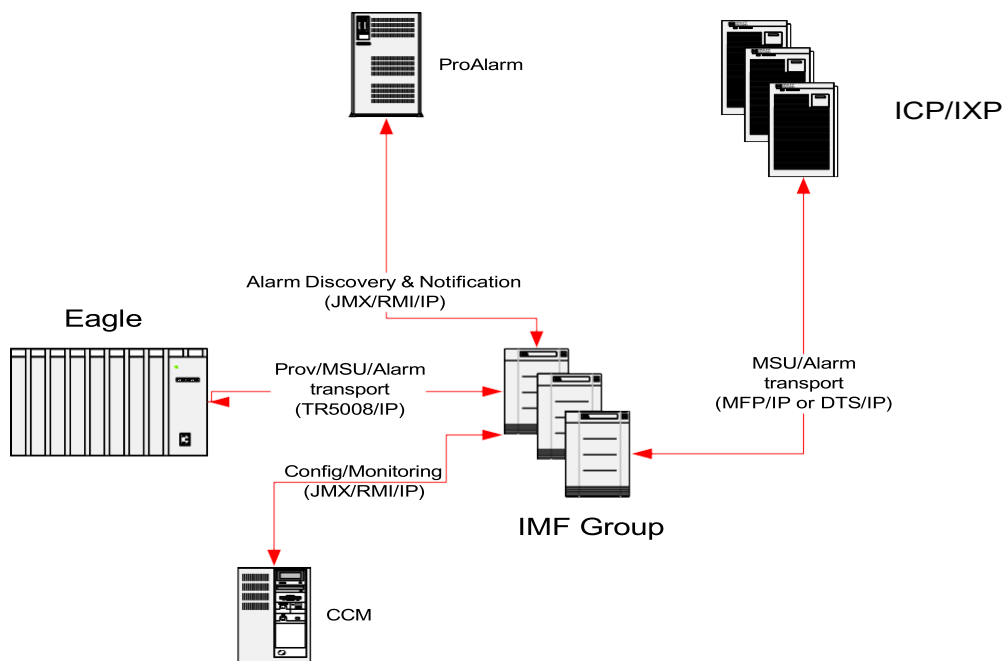 ProAlarm
ICP/IXP
Alarm Discovery & Notification
(JMX/RMI/IP)
Eagle
Prov/MSU/Alarm
transport
(TR5008/IP)
MSU/Alarm
transport
(MFP/IP or DTS/IP)
Config/Monitoring
(JMX/RMI/IP)
IMF Group
CCM